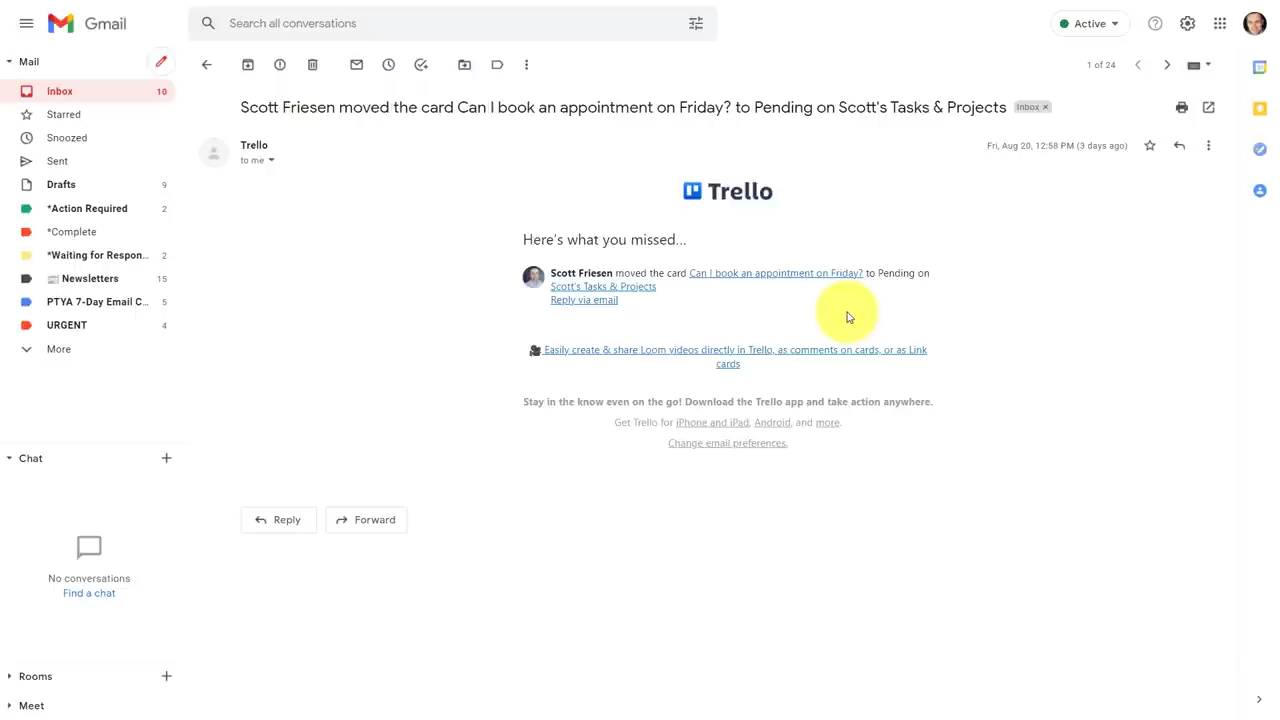 Gmail
Search all conversations
Active
Mail
Inbox 10
Starred
Snoozed
Sent
Drafts 9
*Action Required 2
*Complete
*Waiting for Respon... 2
Newsletters 15
PTYA 7-Day Email C... 5
URGENT 4
More
Chat
No conversations
Find a chat
Rooms
Meet
1 of 24
Scott Friesen moved the card Can I book an appointment on Friday? to Pending on Scott's Tasks & Projects Inbox ×
Trello
to me
Fri, Aug 20, 12:58 PM (3 days ago)
Trello
Here's what you missed...
Scott Friesen moved the card Can I book an appointment on Friday? to Pending on
Scott's Tasks & Projects
Reply via email
Easily create & share Loom videos directly in Trello, as comments on cards, or as Link
cards
Stay in the know even on the go! Download the Trello app and take action anywhere.
Get Trello for iPhone and iPad, Android, and more.
Change email preferences.
Reply
Forward